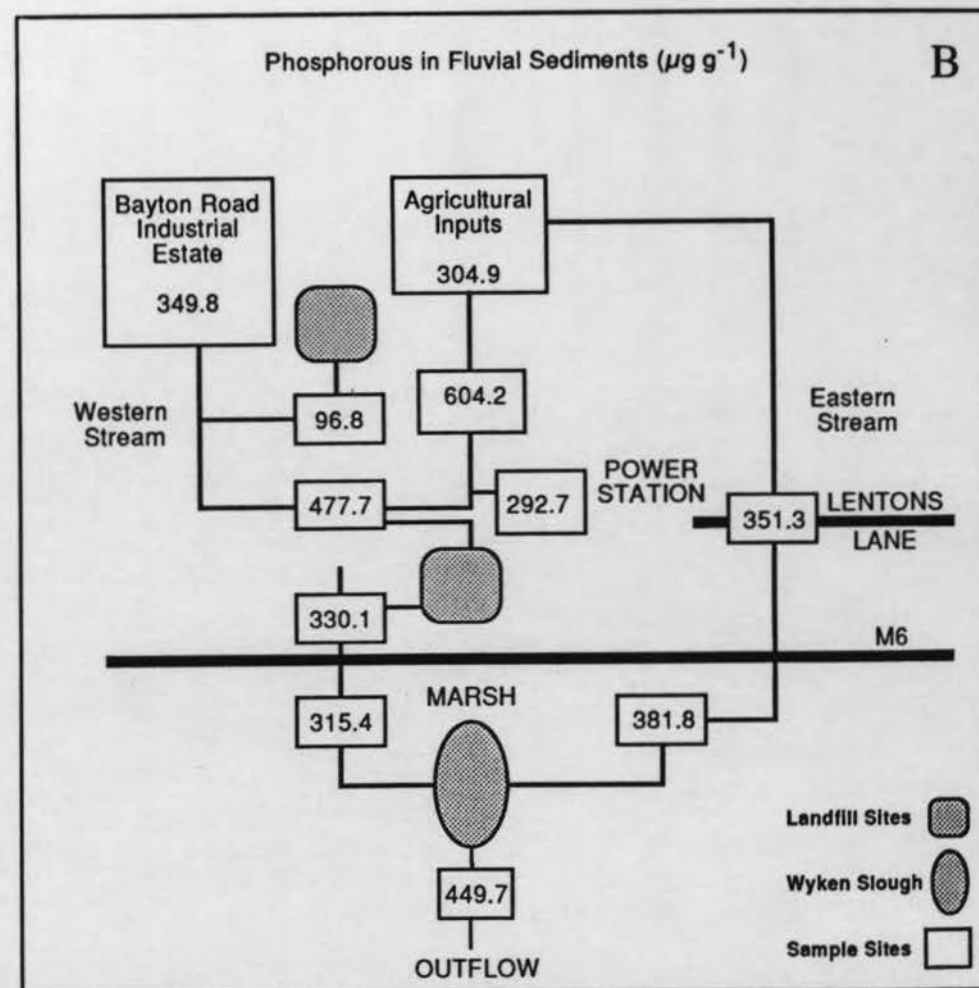 Phosphorous in Fluvial Sediments (µg g⁻¹)
B
Bayton Road
Industrial
Estate
349.8
Agricultural
Inputs
304.9
Western
Stream
96.8
604.2
Eastern
Stream
477.7
292.7
POWER
STATION
351.3
LENTONS
LANE
330.1
M6
315.4
MARSH
381.8
Landfill Sites
Wyken Slough
449.7
Sample Sites
OUTFLOW